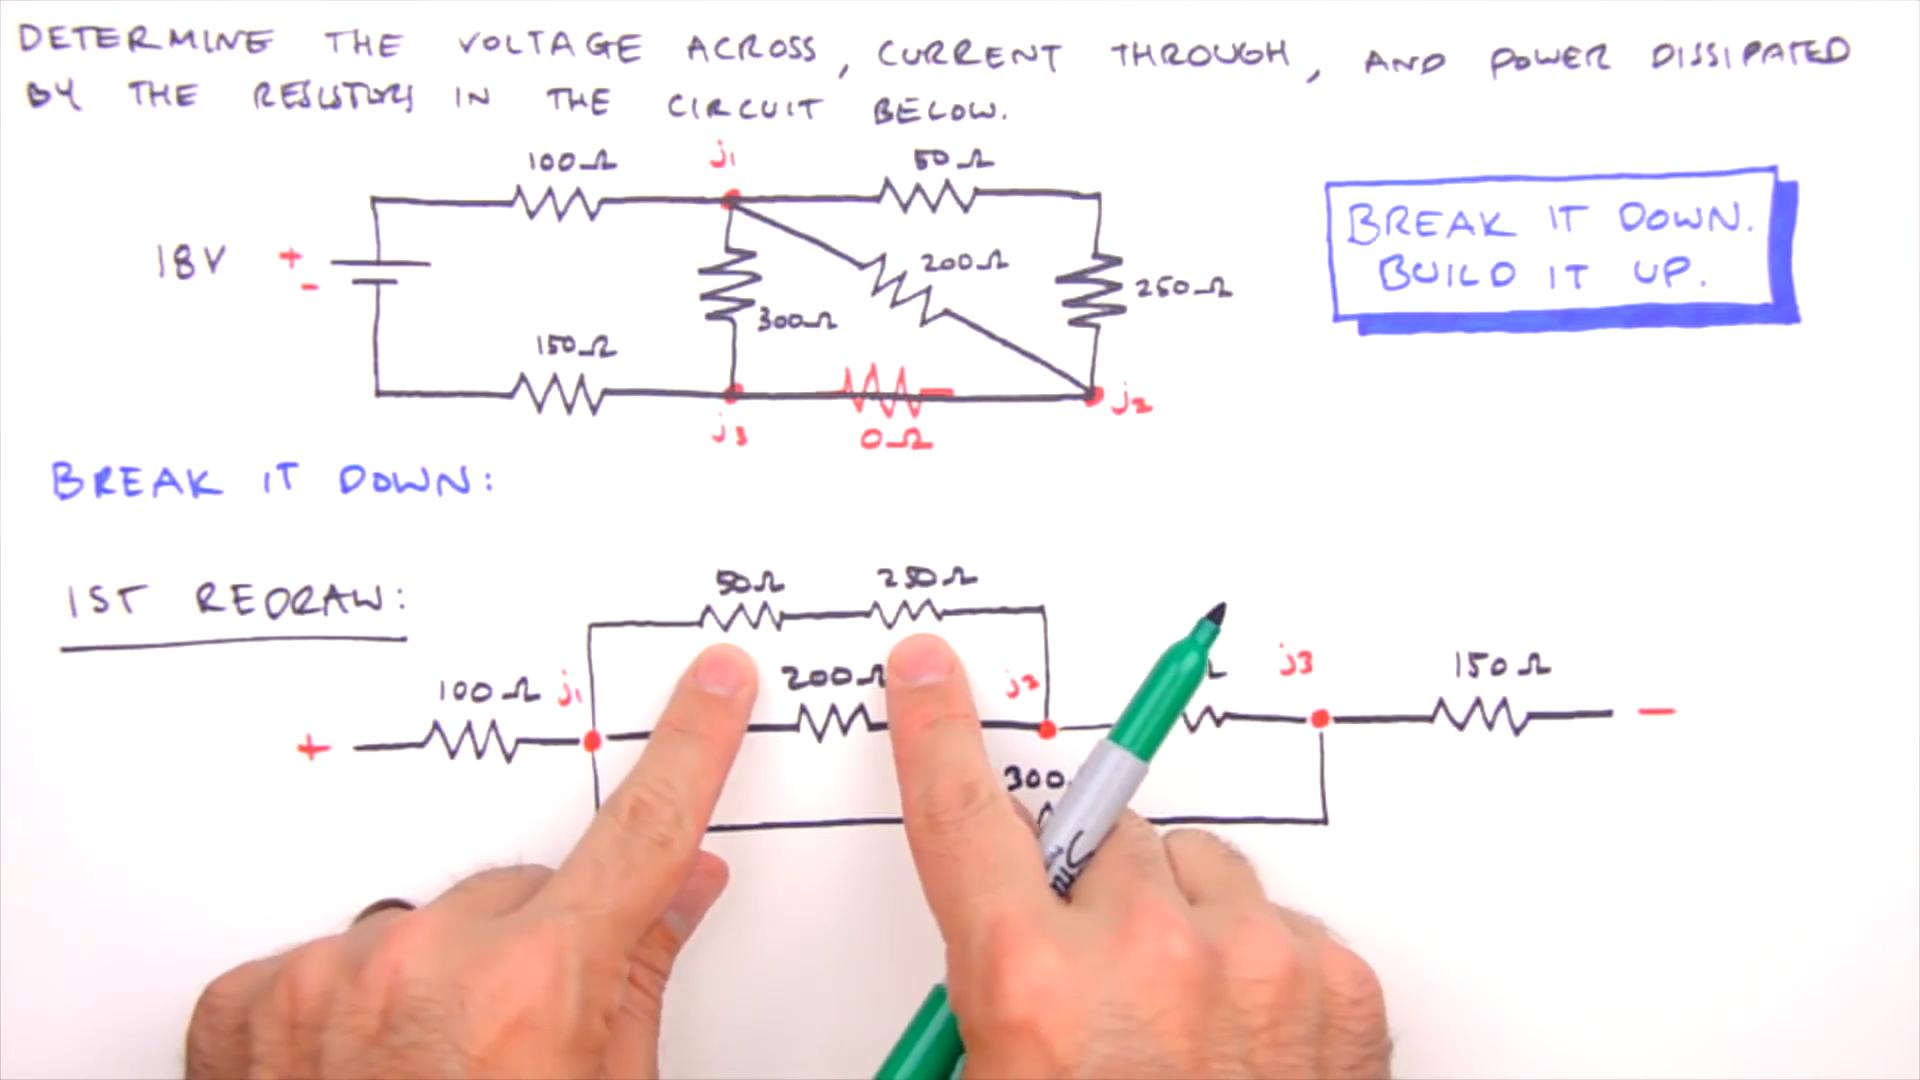 DETERMINE THE VOLTAGE ACROSS, CURRENT THROUGH, AND POWER DISSIPATED
BY THE RESISTORS IN THE CIRCUIT BELOW.
100Ω j1 50Ω
18V + -
200Ω
250Ω
300Ω
150Ω
j3 0Ω j2
BREAK IT DOWN.
BUILD IT UP.
BREAK IT DOWN:
1ST REDRAW:
50Ω 250Ω
100Ω j1 200Ω j2 j3 150Ω
+ -
300